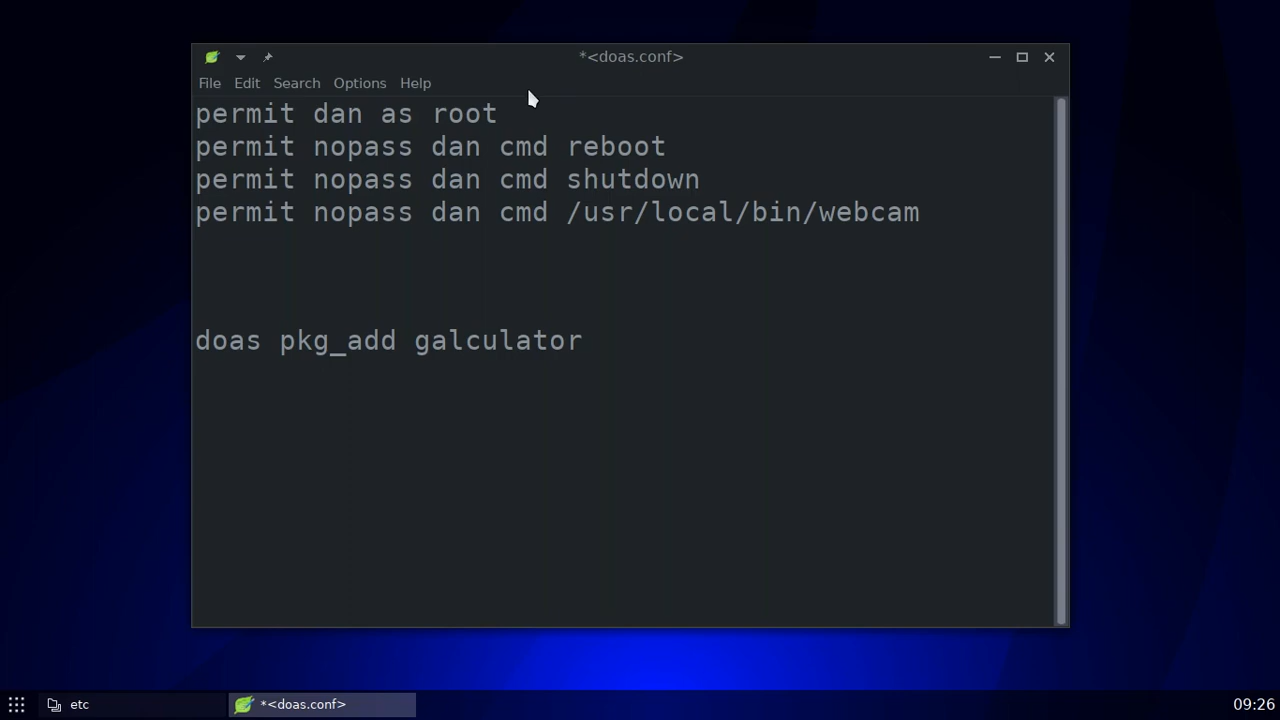 *<doas.conf>
File Edit Search Options Help
permit dan as root
permit nopass dan cmd reboot
permit nopass dan cmd shutdown
permit nopass dan cmd /usr/local/bin/webcam
doas pkg_add galculator
etc
*<doas.conf>
09:26